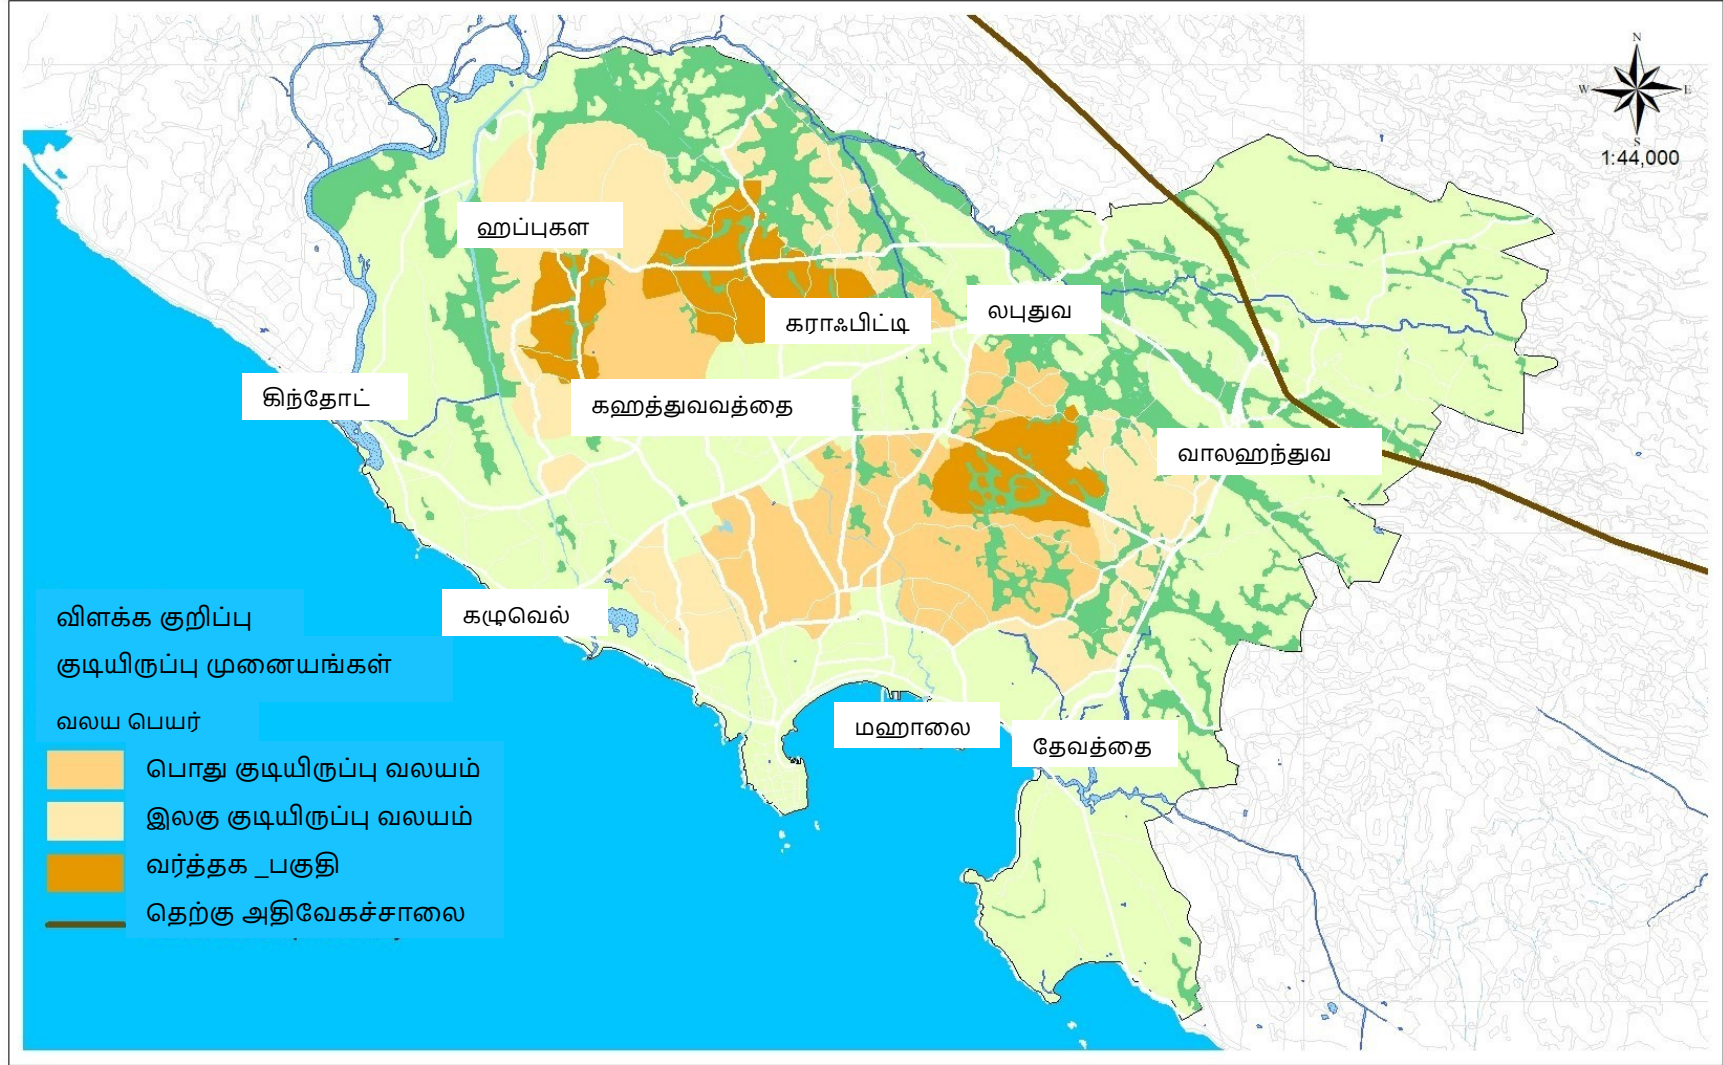 N
W E
S
1:44,000
ஹப்புகள
கராஃபிட்டி
லபுதுவ
கிந்தோட்
கஹத்துவவத்தை
வாலஹந்துவ
கழுவெல்
மஹாலை
தேவத்தை
விளக்க குறிப்பு
குடியிருப்பு முனையங்கள்
வலய பெயர்
பொது குடியிருப்பு வலயம்
இலகு குடியிருப்பு வலயம்
வர்த்தக _பகுதி
தெற்கு அதிவேகச்சாலை